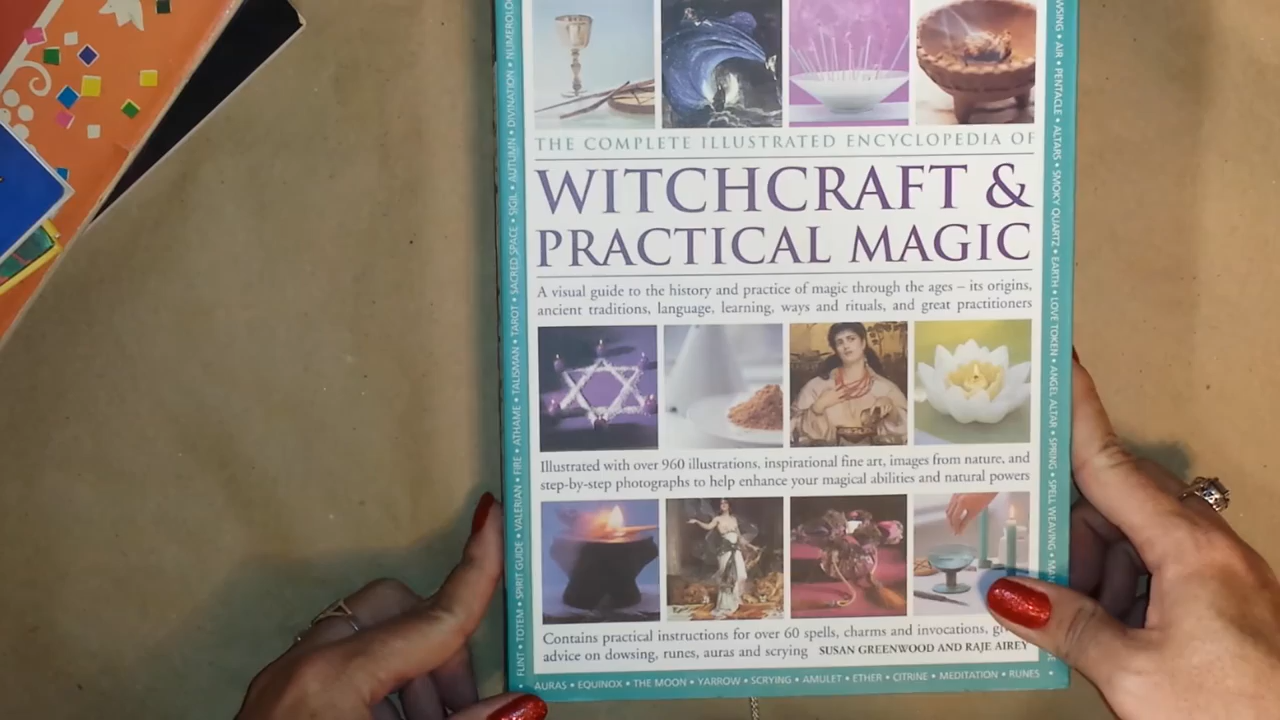 THE COMPLETE ILLUSTRATED ENCYCLOPEDIA OF
WITCHCRAFT &
PRACTICAL MAGIC
A visual guide to the history and practice of magic through the ages – its origins,
ancient traditions, language, learning, ways and rituals, and great practitioners
Illustrated with over 960 illustrations, inspirational fine art, images from nature, and
step-by-step photographs to help enhance your magical abilities and natural powers
Contains practical instructions for over 60 spells, charms and invocations,
advice on dowsing, runes, auras and scrying SUSAN GREENWOOD AND RAJE AIREY
FLINT • TOTEM • SPIRIT GUIDE • VALERIAN • FIRE • ATHAME • TALISMAN • TAROT • SACRED SPACE • SIGIL • AUTUMN • DIVINATION •
• AIR • PENTACLE • ALTARS • SMOKY QUARTZ • EARTH • LOVE TOKEN • ANGEL ALTAR • SPRING • SPELL WEAVING •
AURAS • EQUINOX • THE MOON • YARROW • SCRYING • AMULET • ETHER • CITRINE • MEDITATION • RUNES •